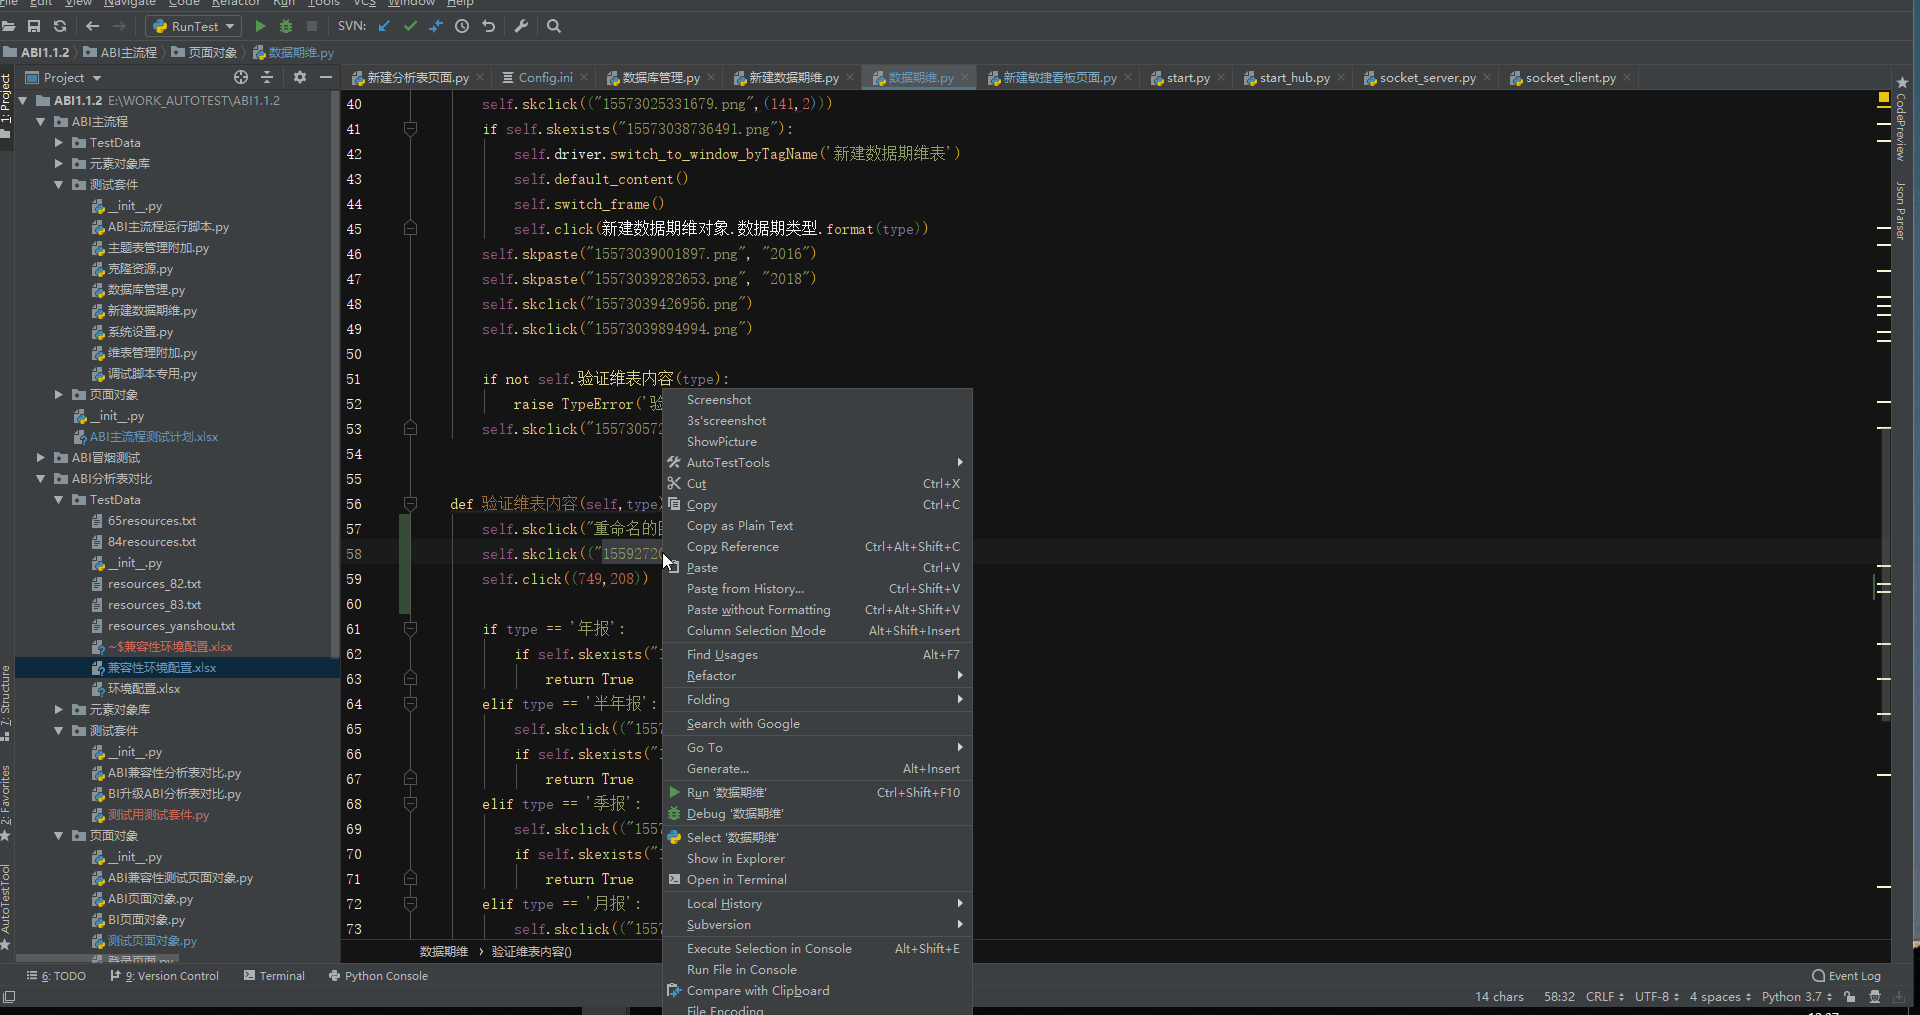 File Edit View Navigate Code Refactor Run Tools VCS Window Help
RunTest SVN:
ABI1.1.2 ABI主流程 页面对象 数据期维.py
Project
新建分析表页面.py Config.ini 数据库管理.py 新建数据期维.py 数据期维.py 新建敏捷看板页面.py start.py start_hub.py socket_server.py socket_client.py
1: Project
7: Structure
2: Favorites
AutoTestTool
ABI1.1.2 E:\WORK_AUTOTEST\ABI1.1.2
ABI主流程
TestData
元素对象库
测试套件
__init__.py
ABI主流程运行脚本.py
主题表管理附加.py
克隆资源.py
数据库管理.py
新建数据期维.py
系统设置.py
维表管理附加.py
调试脚本专用.py
页面对象
__init__.py
ABI主流程测试计划.xlsx
ABI冒烟测试
ABI分析表对比
TestData
65resources.txt
84resources.txt
__init__.py
resources_82.txt
resources_83.txt
resources_yanshou.txt
~$兼容性环境配置.xlsx
兼容性环境配置.xlsx
环境配置.xlsx
元素对象库
测试套件
__init__.py
ABI兼容性分析表对比.py
BI升级ABI分析表对比.py
测试用测试套件.py
页面对象
__init__.py
ABI兼容性测试页面对象.py
ABI页面对象.py
BI页面对象.py
测试页面对象.py
登录页面.py
40 self.skclick(("15573025331679.png",(141,2)))
41 if self.skexists("15573038736491.png"):
42 self.driver.switch_to_window_byTagName('新建数据期维表')
43 self.default_content()
44 self.switch_frame()
45 self.click(新建数据期维对象.数据期类型.format(type))
46 self.skpaste("15573039001897.png", "2016")
47 self.skpaste("15573039282653.png", "2018")
48 self.skclick("15573039426956.png")
49 self.skclick("15573039894994.png")
50
51 if not self.验证维表内容(type):
52 raise TypeError('验
53 self.skclick("155730572
54
55
56 def 验证维表内容(self,type)
57 self.skclick("重命名的
58 self.skclick(("1559272
59 self.click((749,208))
60
61 if type == '年报':
62 if self.skexists("1
63 return True
64 elif type == '半年报':
65 self.skclick(("1557
66 if self.skexists("1
67 return True
68 elif type == '季报':
69 self.skclick(("1557
70 if self.skexists("1
71 return True
72 elif type == '月报':
73 self.skclick(("1557
Screenshot
3s'screenshot
ShowPicture
AutoTestTools
Cut Ctrl+X
Copy Ctrl+C
Copy as Plain Text
Copy Reference Ctrl+Alt+Shift+C
Paste Ctrl+V
Paste from History... Ctrl+Shift+V
Paste without Formatting Ctrl+Alt+Shift+V
Column Selection Mode Alt+Shift+Insert
Find Usages Alt+F7
Refactor
Folding
Search with Google
Go To
Generate... Alt+Insert
Run '数据期维' Ctrl+Shift+F10
Debug '数据期维'
Select '数据期维'
Show in Explorer
Open in Terminal
Local History
Subversion
Execute Selection in Console Alt+Shift+E
Run File in Console
Compare with Clipboard
File Encoding
CodePreview
Json Parser
数据期维 › 验证维表内容()
6: TODO 9: Version Control Terminal Python Console Event Log
14 chars 58:32 CRLF UTF-8 4 spaces Python 3.7